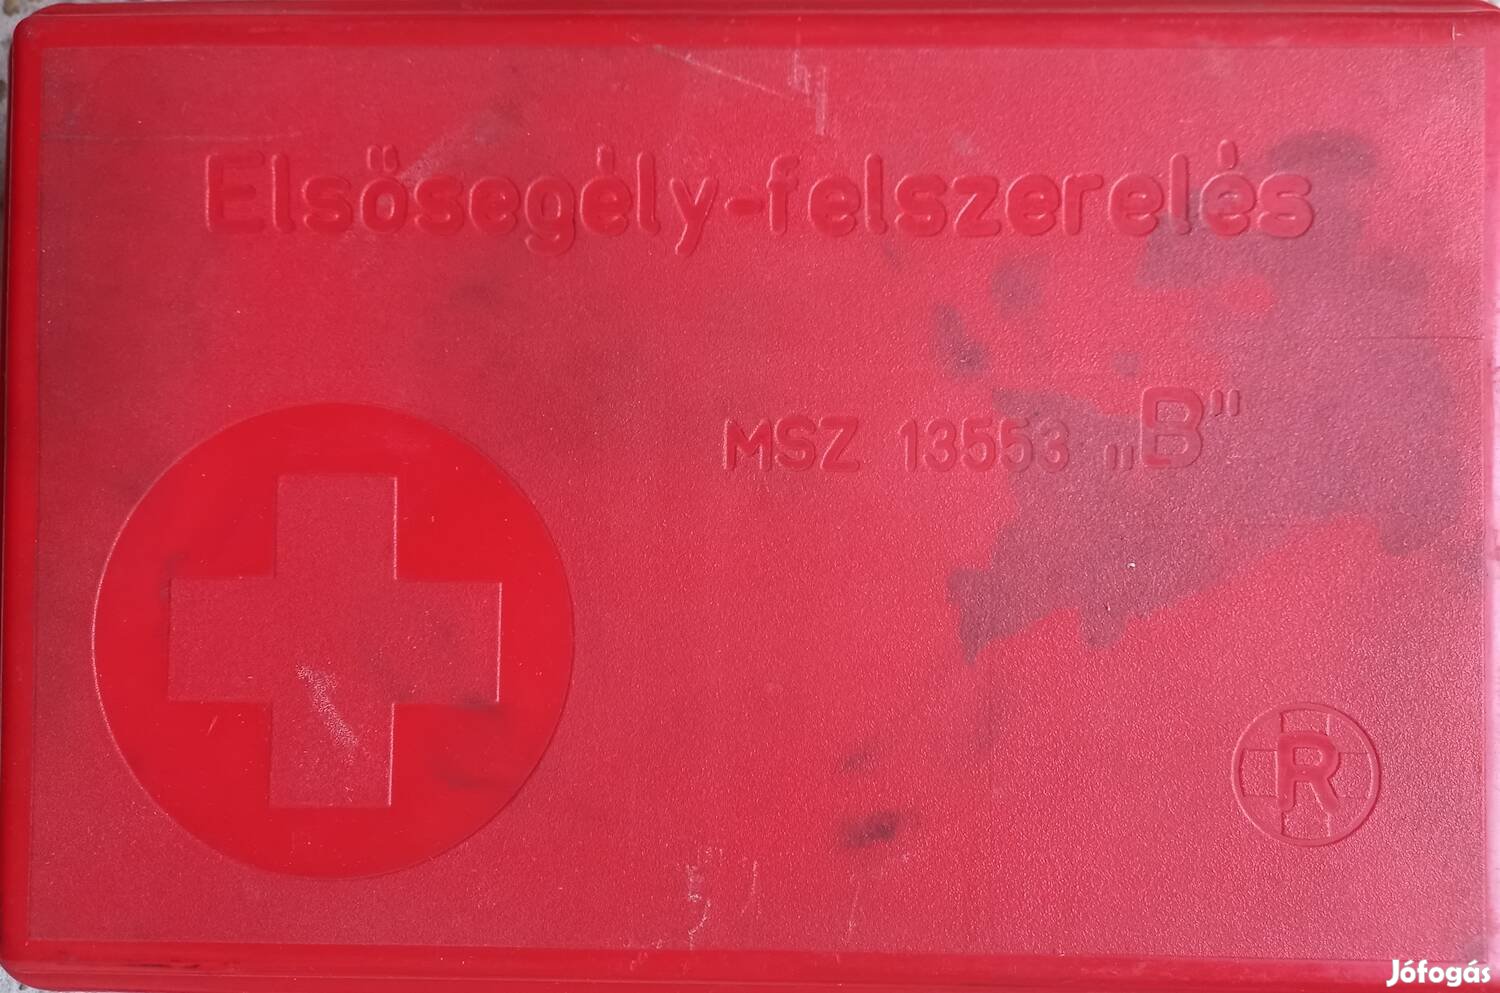 Elsősegély-felszerelés
MSZ 13553 „B"
R
Jófogás